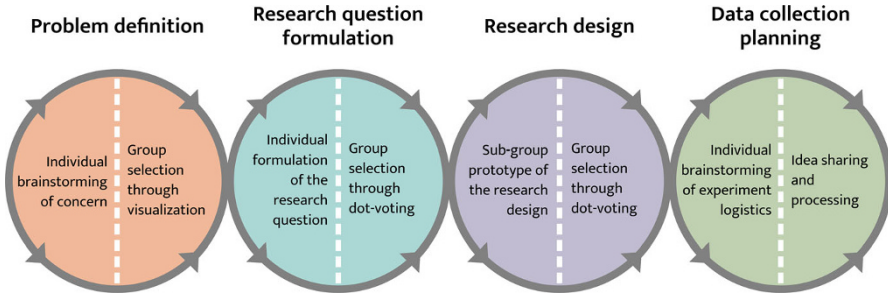 Problem definition
Research question
formulation
Research design
Data collection
planning
Individual
brainstorming
of concern
Group
selection
through
visualization
Individual
formulation
of the
research
question
Group
selection
through
dot-voting
Sub-group
prototype of
the research
design
Group
selection
through
dot-voting
Individual
brainstorming
of experiment
logistics
Idea sharing
and
processing